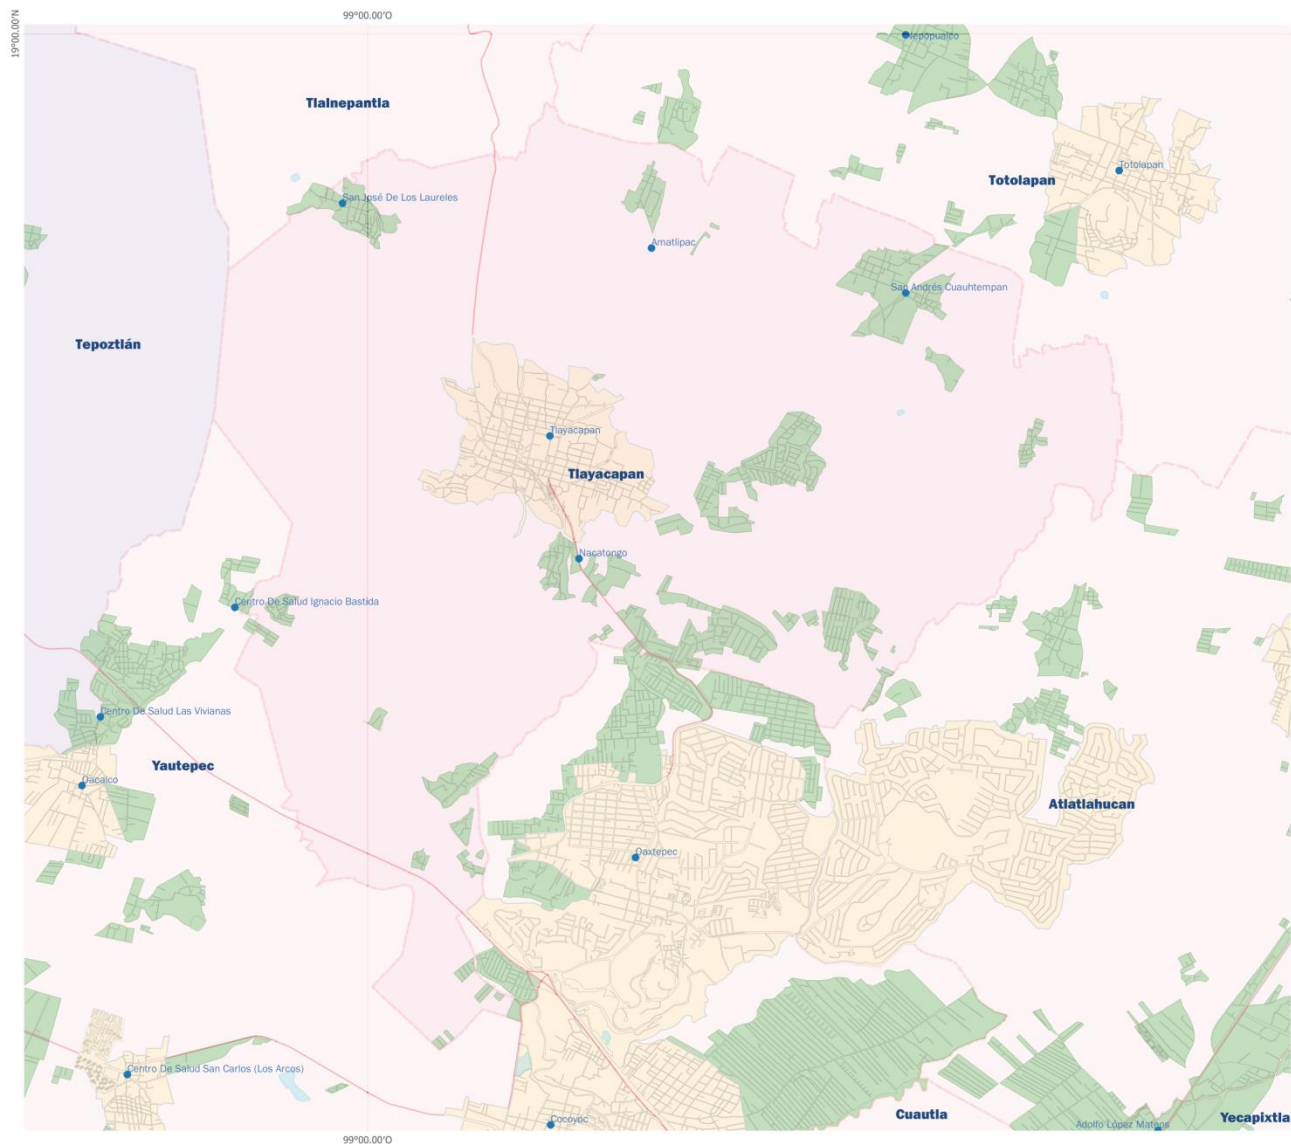 99°00.00'O
19°00.00'N
Nepopualco
Tlalnepantla
Totolapan
Totolapan
San José De Los Laureles
Amatlipac
San Andrés Cuauhtempan
Tepoztlán
Tlayacapan
Tlayacapan
Nacatongo
Centro De Salud Ignacio Bastida
Centro De Salud Las Vivianas
Yautepec
Oacalco
Atlatlahucan
Oaxtepec
Centro De Salud San Carlos (Los Arcos)
Cocoyoc
Cuautla
Adolfo López Mateos
Yecapixtla
99°00.00'O